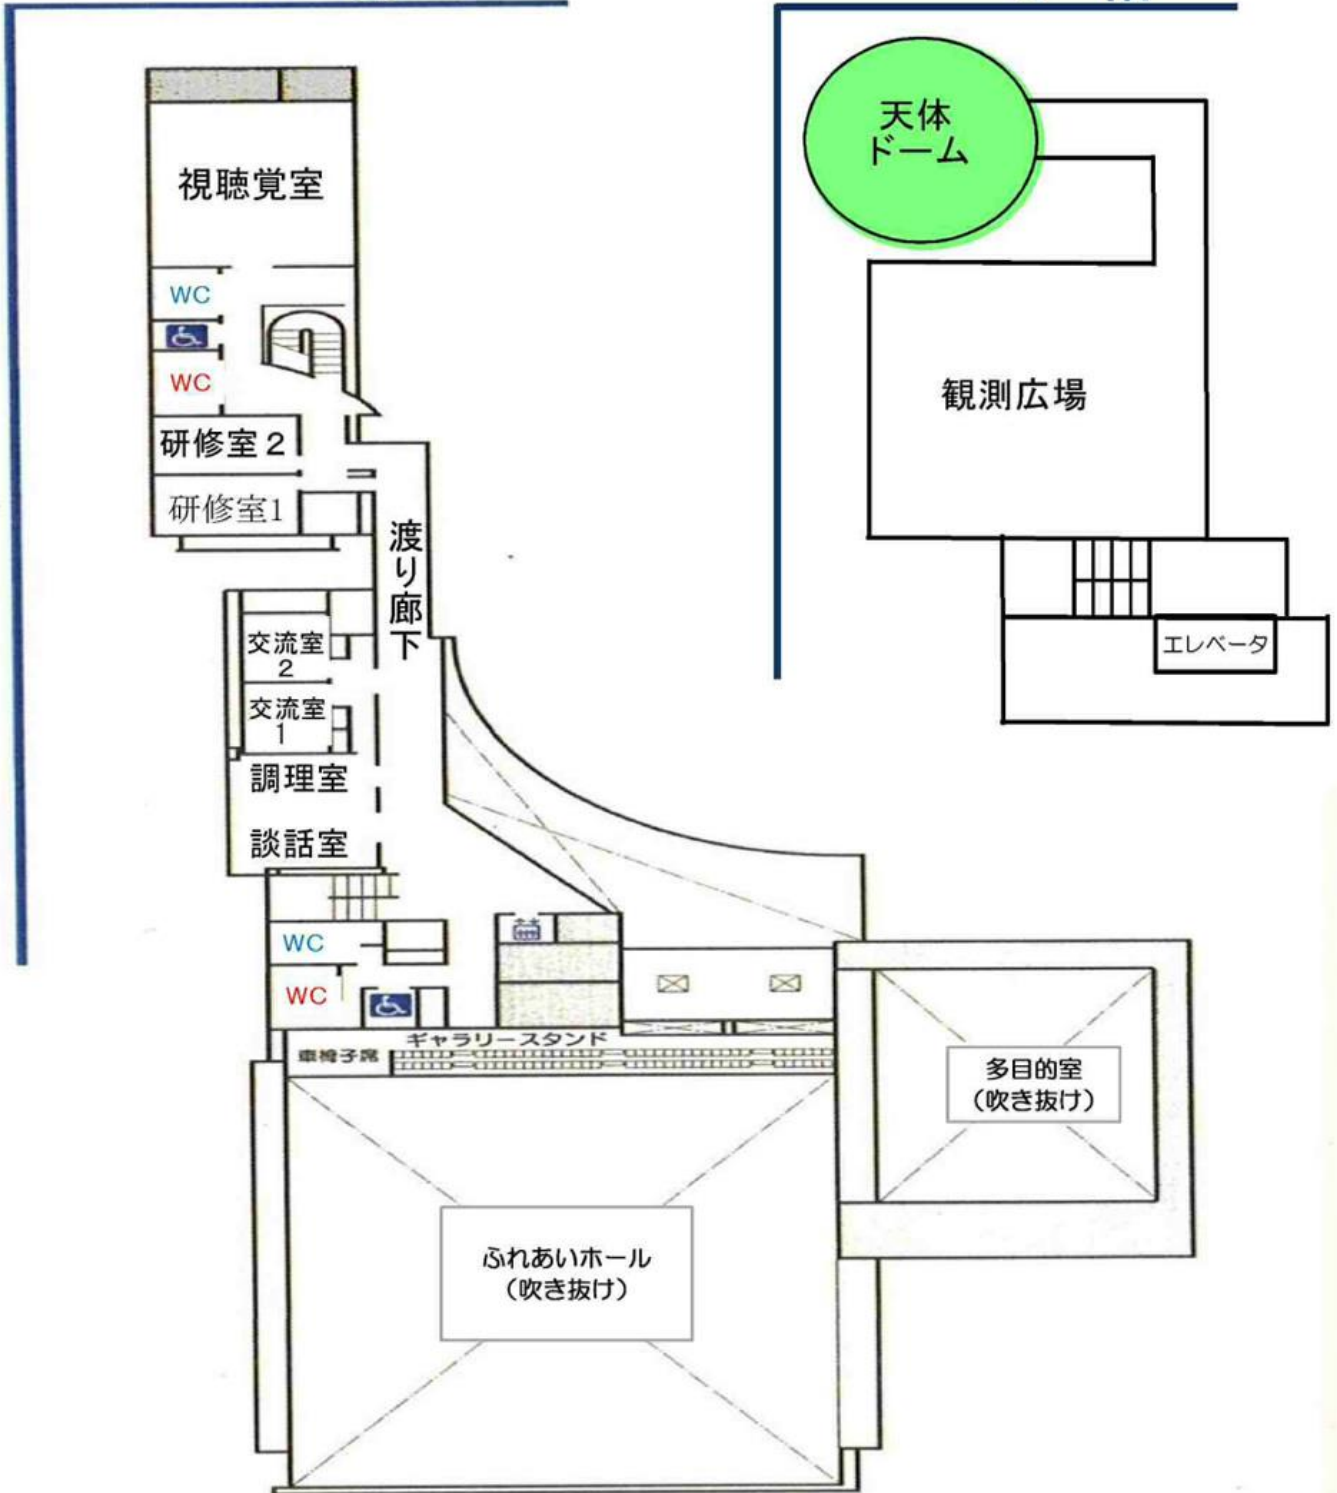 天体
ドーム
視聴覚室
WC
WC
研修室2
研修室1
観測広場
渡り廊下
エレベータ
交流室
2
交流室
1
調理室
談話室
WC
WC
ギャラリースタンド
車椅子席
多目的室
(吹き抜け)
ふれあいホール
(吹き抜け)